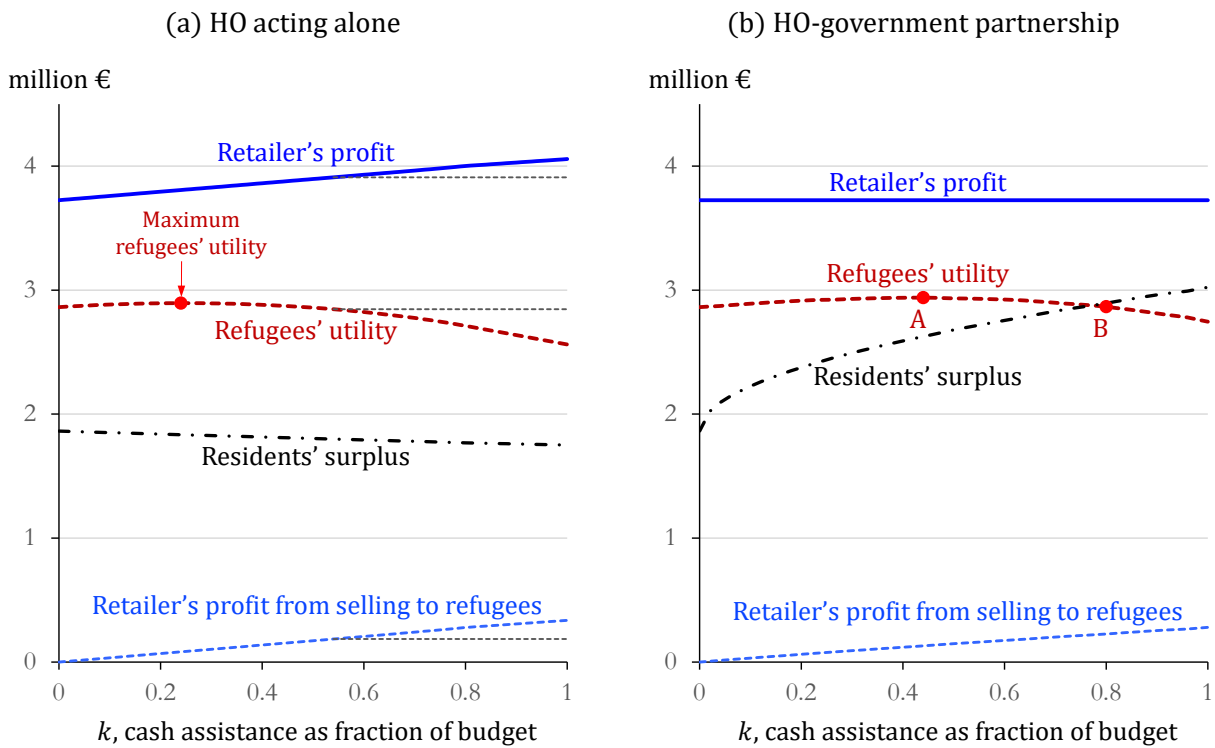 (a) HO acting alone
million €
4
3
2
1
0
Retailer’s profit
Maximum
refugees’ utility
Refugees’ utility
Residents’ surplus
Retailer’s profit from selling to refugees
0 0.2 0.4 0.6 0.8 1
k, cash assistance as fraction of budget
(b) HO-government partnership
million €
4
3
2
1
0
Retailer’s profit
Refugees’ utility
A
B
Residents’ surplus
Retailer’s profit from selling to refugees
0 0.2 0.4 0.6 0.8 1
k, cash assistance as fraction of budget